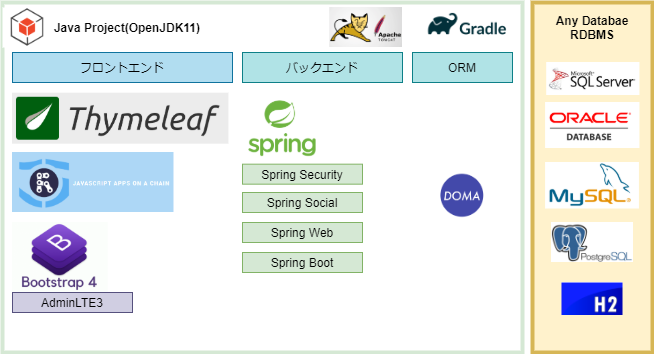 Java Project(OpenJDK11)
Apache
TOMCAT
Gradle
フロントエンド
バックエンド
ORM
Thymeleaf
JAVASCRIPT APPS ON A CHAIN
B
Bootstrap 4
AdminLTE3
spring
Spring Security
Spring Social
Spring Web
Spring Boot
DOMA
Any Databae
RDBMS
Microsoft
SQL Server
ORACLE
DATABASE
MySQL
PostgreSQL
H2